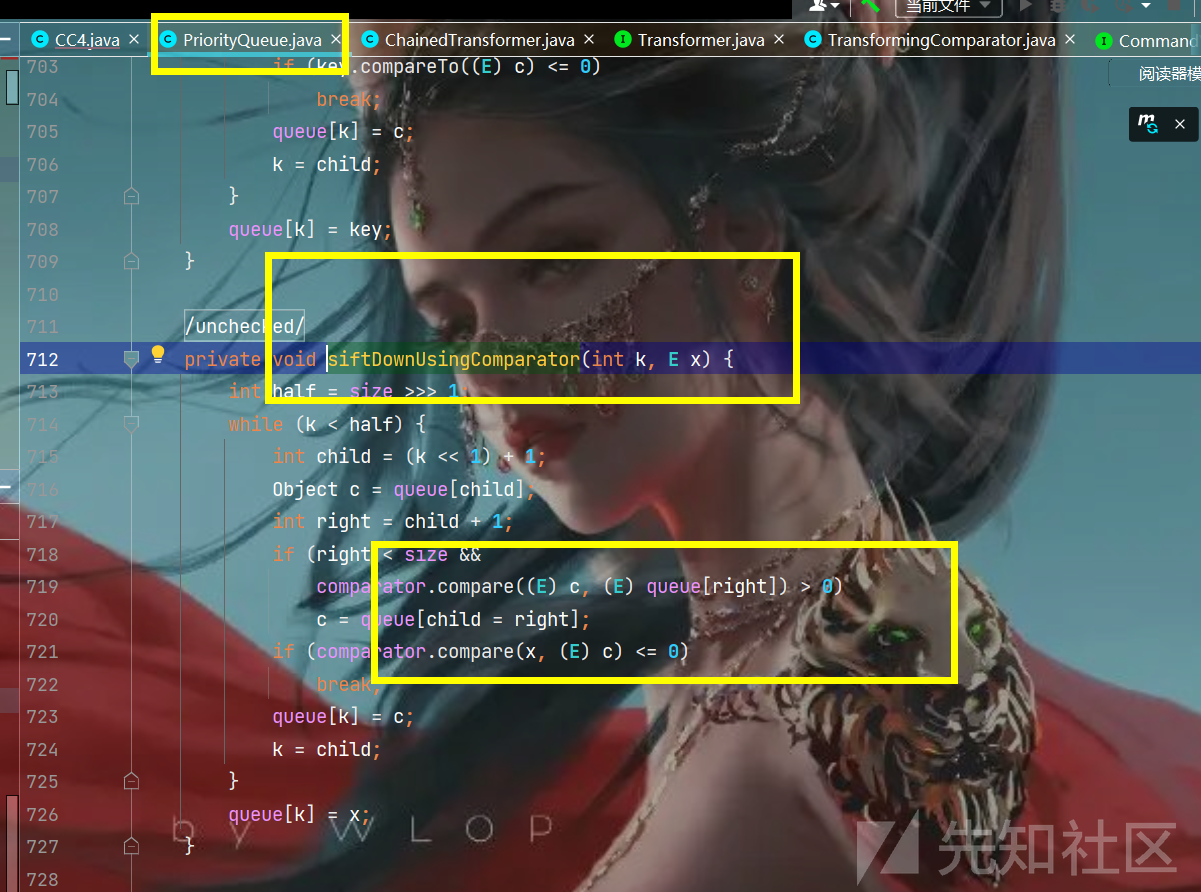 当前文件
CC4.java × PriorityQueue.java × ChainedTransformer.java × Transformer.java × TransformingComparator.java × Comman
阅读器模
703 if (key.compareTo((E) c) <= 0)
704 break;
705 queue[k] = c;
706 k = child;
707 }
708 queue[k] = key;
709 }
710
711 /unchecked/
712 private void siftDownUsingComparator(int k, E x) {
713 int half = size >>> 1
714 while (k < half) {
715 int child = (k << 1) + 1;
716 Object c = queue[child];
717 int right = child + 1;
718 if (right < size &&
719 comparator.compare((E) c, (E) queue[right]) > 0)
720 c = queue[child = right];
721 if (comparator.compare(x, (E) c) <= 0)
722 break;
723 queue[k] = c;
724 k = child;
725 }
726 queue[k] = x;
by WLOP
727 }
728
先知社区